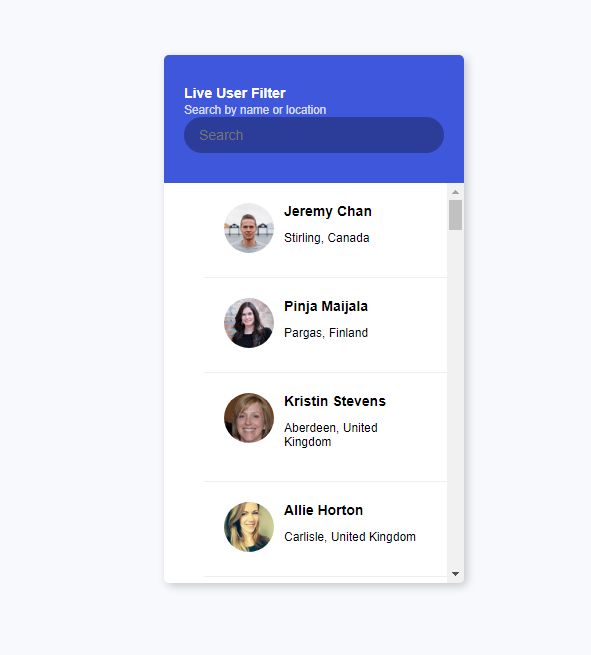 Live User Filter
Search by name or location
Search
Jeremy Chan
Stirling, Canada
Pinja Maijala
Pargas, Finland
Kristin Stevens
Aberdeen, United
Kingdom
Allie Horton
Carlisle, United Kingdom